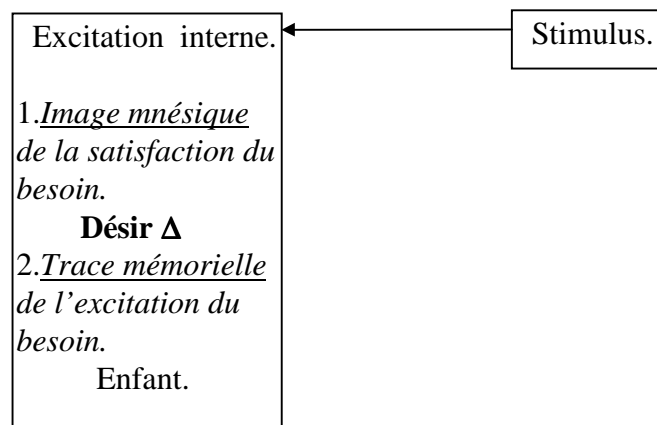 Excitation interne.
Stimulus.
1.Image mnésique
de la satisfaction du
besoin.
Désir Δ
2.Trace mémorielle
de l’excitation du
besoin.
Enfant.